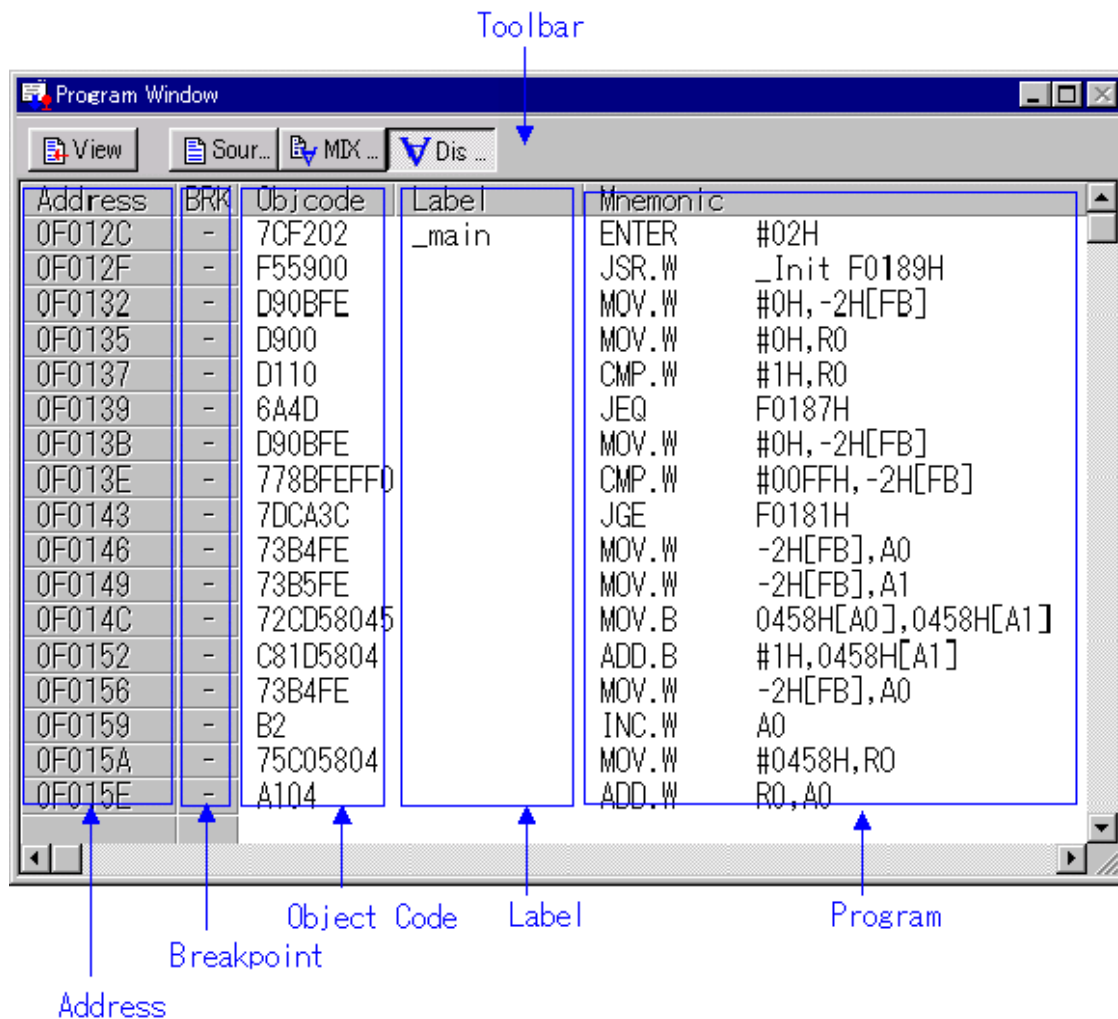 Toolbar
Program Window
View Sour... MIX ... Dis ...
Address BRK Objcode Label Mnemonic
0F012C - 7CF202 _main ENTER #02H
0F012F - F55900 JSR.W _Init F0189H
0F0132 - D90BFE MOV.W #0H,-2H[FB]
0F0135 - D900 MOV.W #0H,R0
0F0137 - D110 CMP.W #1H,R0
0F0139 - 6A4D JEQ F0187H
0F013B - D90BFE MOV.W #0H,-2H[FB]
0F013E - 778BFEFF0 CMP.W #00FFH,-2H[FB]
0F0143 - 7DCA3C JGE F0181H
0F0146 - 73B4FE MOV.W -2H[FB],A0
0F0149 - 73B5FE MOV.W -2H[FB],A1
0F014C - 72CD58045 MOV.B 0458H[A0],0458H[A1]
0F0152 - C81D5804 ADD.B #1H,0458H[A1]
0F0156 - 73B4FE MOV.W -2H[FB],A0
0F0159 - B2 INC.W A0
0F015A - 75C05804 MOV.W #0458H,R0
0F015E - A104 ADD.W R0,A0
Object Code Label Program
Breakpoint
Address